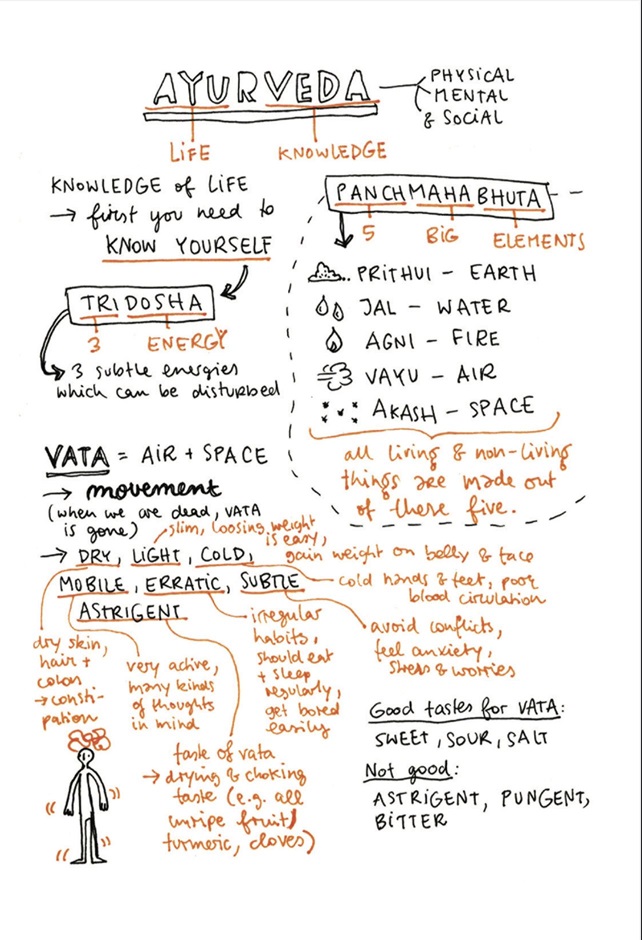 AYURVEDA
PHYSICAL
MENTAL
& SOCIAL
LiFE
KNOWLEDGE
KNOWLEDGE of LiFE
→ first you need to
KNOW YOURSELF
TRIDOSHA
3
ENERGY
→ 3 subtle energies
which can be disturbed
PANCHMAHABHUTA
5
BiG
ELEMENTS
PRITHUI – EARTH
JAL – WATER
AGNI – FIRE
VAYU – AIR
AKASH – SPACE
all living & non-living
things are made out
of these five.
VATA = AiR + SPACE
→ movement
(when we are dead, VATA
is gone)
slim, loosing weight
is easy,
gain weight on belly & face
→ DRY, LiGHT, COLD,
cold hands & feet, poor
blood circulation
MOBILE, ERRATIC, SUBTLE
ASTRIGENT
dry skin,
hair +
colon
→ consti-
pation
very active,
many kinds
of thoughts
in mind
irregular
habits,
should eat
+ sleep
regularly,
get bored
easily
avoid conflicts,
feel anxiety,
stress & worries
taste of vata
→ drying & choking
taste (e.g. all
unripe fruit)
turmeric, cloves)
Good tastes for VATA:
SWEET, SOUR, SALT
Not good:
ASTRIGENT, PUNGENT,
BiTTER